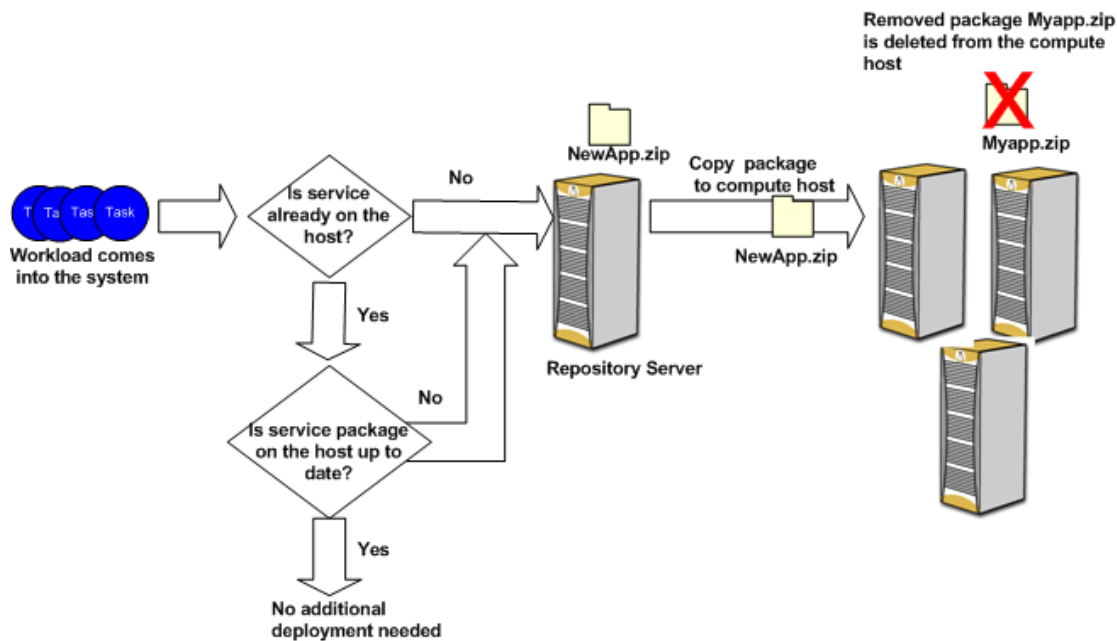 Removed package Myapp.zip
is deleted from the compute
host
Myapp.zip
NewApp.zip
Copy package
to compute host
NewApp.zip
No
Is service
already on the
host?
T
Ta
Tas
Task
Workload comes
into the system
Yes
Repository Server
No
Is service package
on the host up to
date?
Yes
No additional
deployment needed